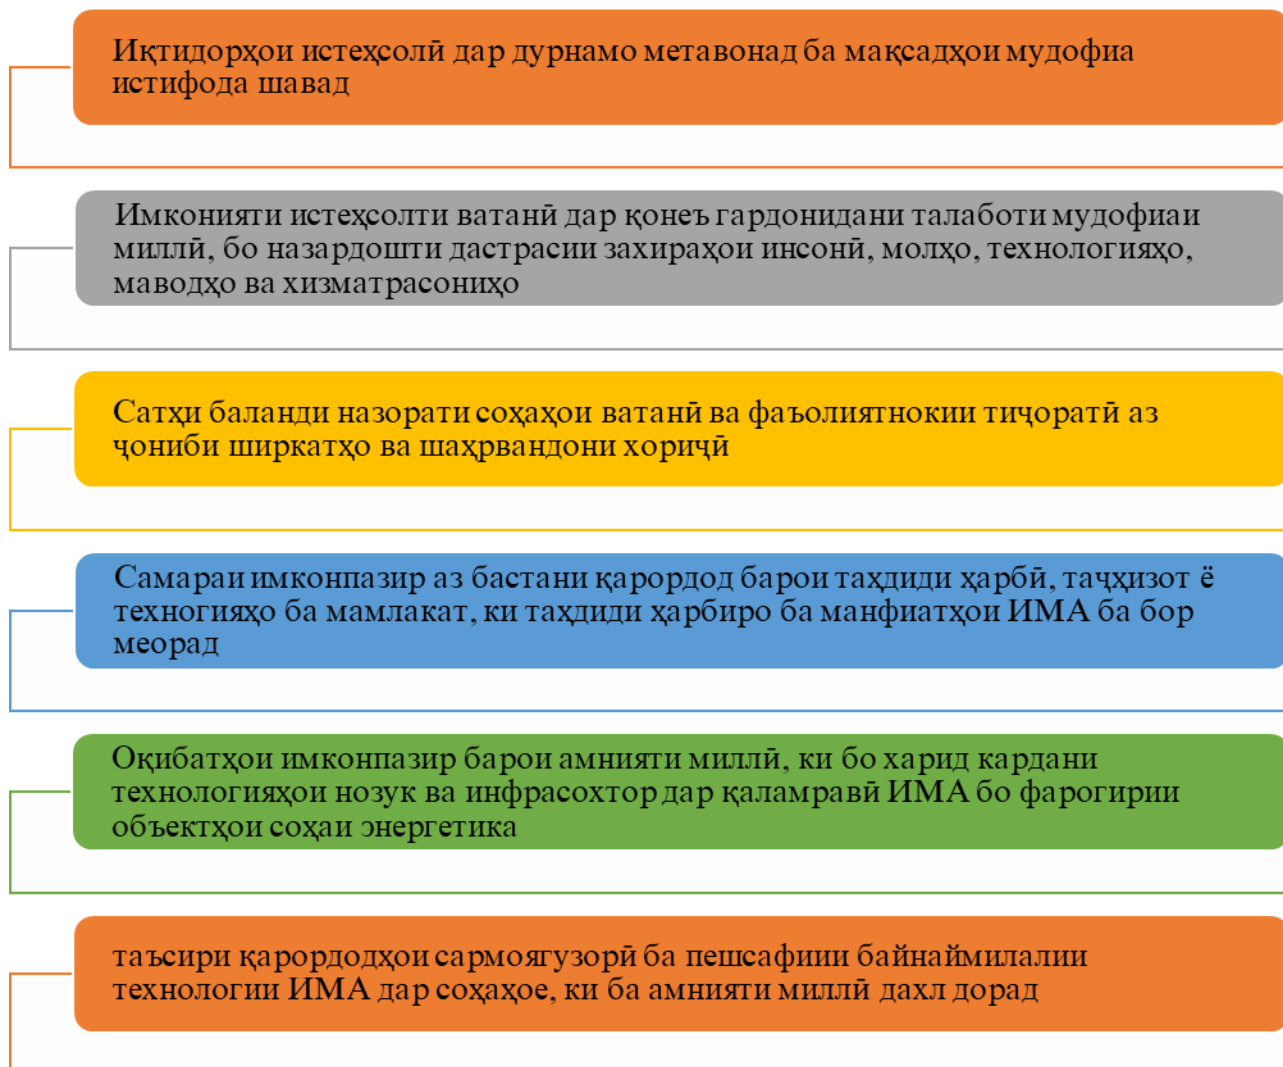 Иқтидорҳои истеҳсолӣ дар дурнамо метавонад ба мақсадҳои мудофиа
истифода шавад
Имконияти истеҳсолти ватанӣ дар қонеъ гардонидани талаботи мудофиаи
миллӣ, бо назардошти дастрасии захираҳои инсонӣ, молҳо, технологияҳо,
маводҳо ва хизматрасониҳо
Сатҳи баланди назорати соҳаҳои ватанӣ ва фаъолиятнокии тиҷоратӣ аз
ҷониби ширкатҳо ва шаҳрвандони хориҷӣ
Самараи имконпазир аз бастани қарордод барои таҳдиди ҳарбӣ, таҷҳизот ё
техногияҳо ба мамлакат, ки таҳдиди ҳарбиро ба манфиатҳои ИМА ба бор
меорад
Оқибатҳои имконпазир барои амнияти миллӣ, ки бо харид кардани
технологияҳои нозук ва инфрасохтор дар қаламравӣ ИМА бо фарогирии
объектҳои соҳаи энергетика
таъсири қарордодҳои сармоягузорӣ ба пешсафиии байнаймилалии
технологии ИМА дар соҳаҳое, ки ба амнияти миллӣ дахл дорад